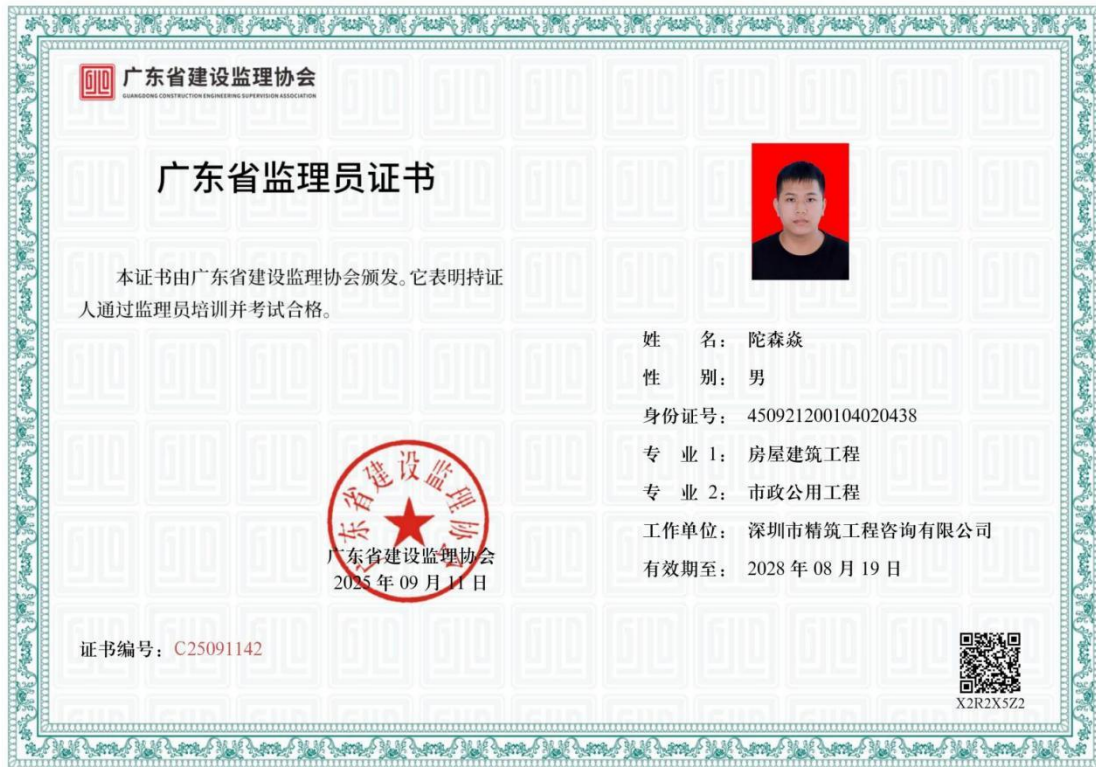 广东省建设监理协会
GUANGDONG CONSTRUCTION ENGINEERING SUPERVISION ASSOCIATION
广东省监理员证书
本证书由广东省建设监理协会颁发。它表明持证
人通过监理员培训并考试合格。
姓 名： 陀森焱
性 别： 男
身份证号： 450921200104020438
专 业 1： 房屋建筑工程
专 业 2： 市政公用工程
工作单位： 深圳市精筑工程咨询有限公司
有效期至： 2028 年 08 月 19 日
广东省建设监理协会
广东省建设监理协会
2025 年 09 月 11 日
证书编号：C25091142
X2R2X5Z2